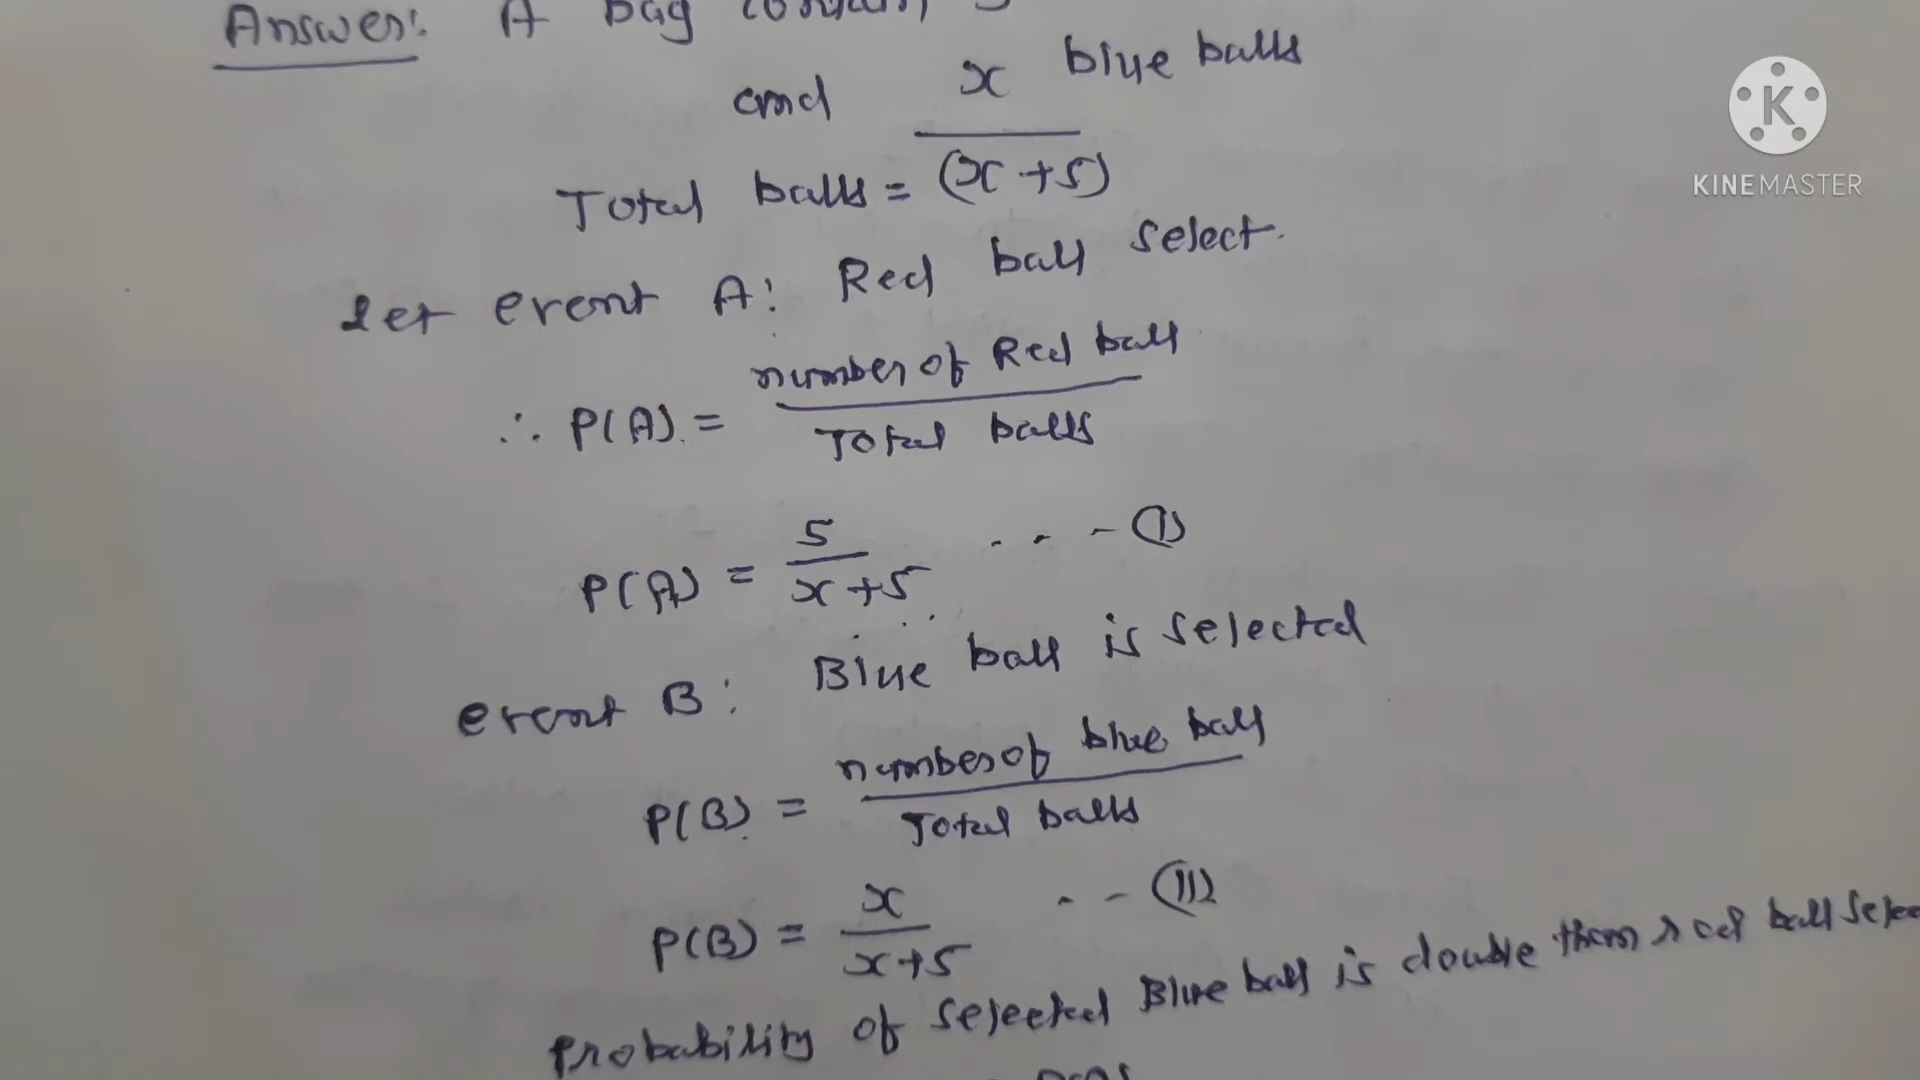 Answer: A bag
and x blue balls
Total balls = (x+5)
Let event A: Red ball select.
∴ P(A) = number of Red ball / Total balls
P(A) = 5 / x+5 ... (I)
event B: Blue ball is selected
P(B) = number of blue ball / Total balls
P(B) = x / x+5 .. (II)
Probability of selected Blue ball is double than red ball
K
KINEMASTER